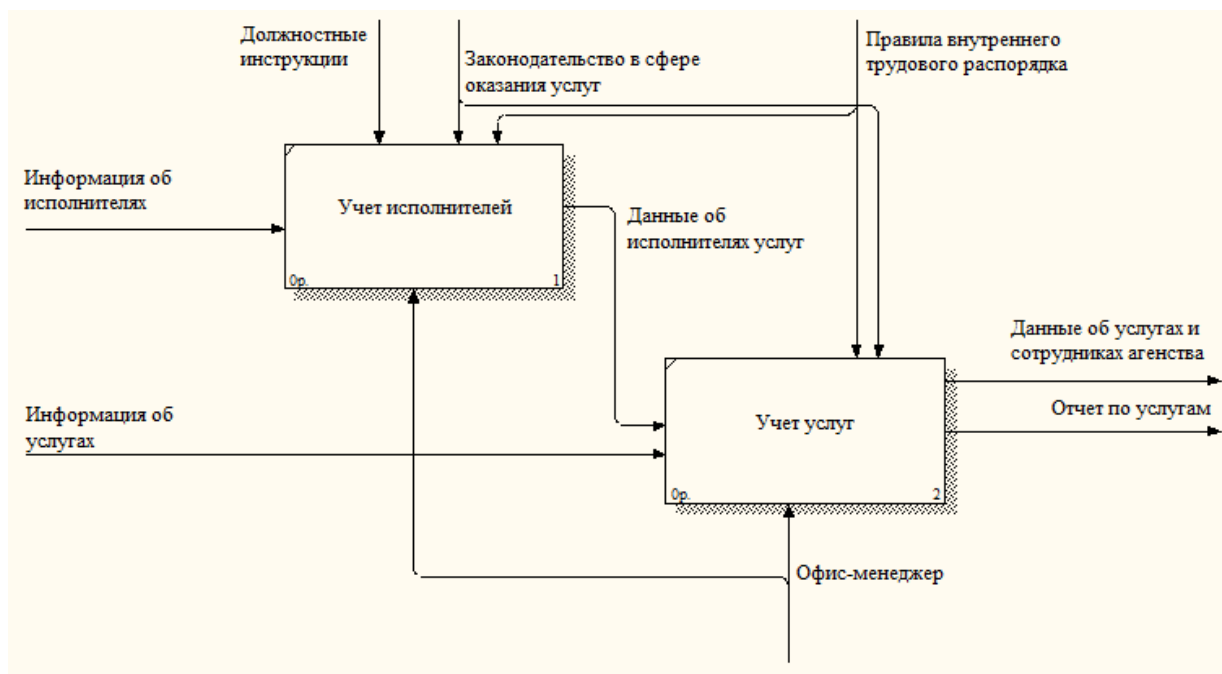 Должностные
инструкции
Законодательство в сфере
оказания услуг
Правила внутреннего
трудового распорядка
Информация об
исполнителях
Учет исполнителей
0р.
1
Данные об
исполнителях услуг
Данные об услугах и
сотрудниках агенства
Отчет по услугам
Информация об
услугах
Учет услуг
0р.
2
Офис-менеджер